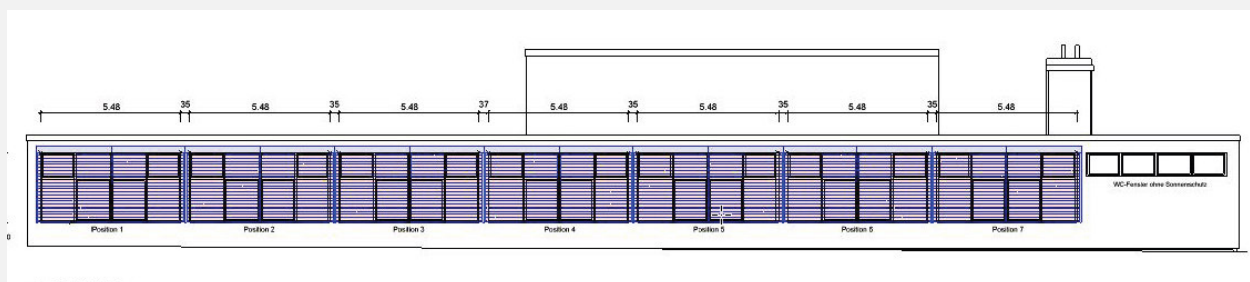 5.48 35 5.48 35 5.48 37 5.48 35 5.48 35 5.48 35 5.48
WC-Fenster ohne Sonnenschutz
Position 1 Position 2 Position 3 Position 4 Position 5 Position 6 Position 7
0